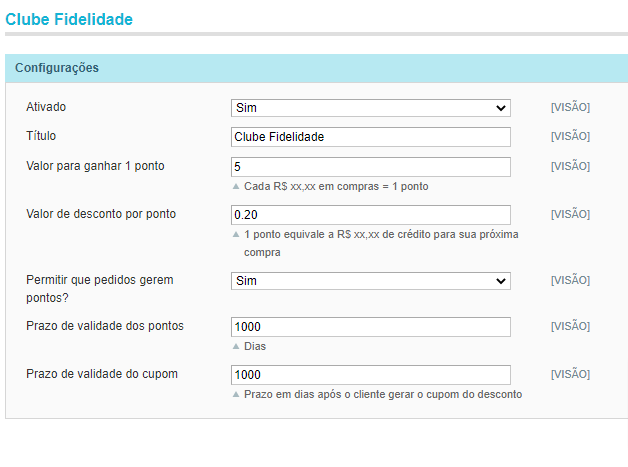 Clube Fidelidade
Configurações
Ativado Sim [VISÃO]
Título Clube Fidelidade [VISÃO]
Valor para ganhar 1 ponto 5 [VISÃO]
▲ Cada R$ xx,xx em compras = 1 ponto
Valor de desconto por ponto 0.20 [VISÃO]
▲ 1 ponto equivale a R$ xx,xx de crédito para sua próxima
compra
Permitir que pedidos gerem Sim [VISÃO]
pontos?
Prazo de validade dos pontos 1000 [VISÃO]
▲ Dias
Prazo de validade do cupom 1000 [VISÃO]
▲ Prazo em dias após o cliente gerar o cupom do desconto